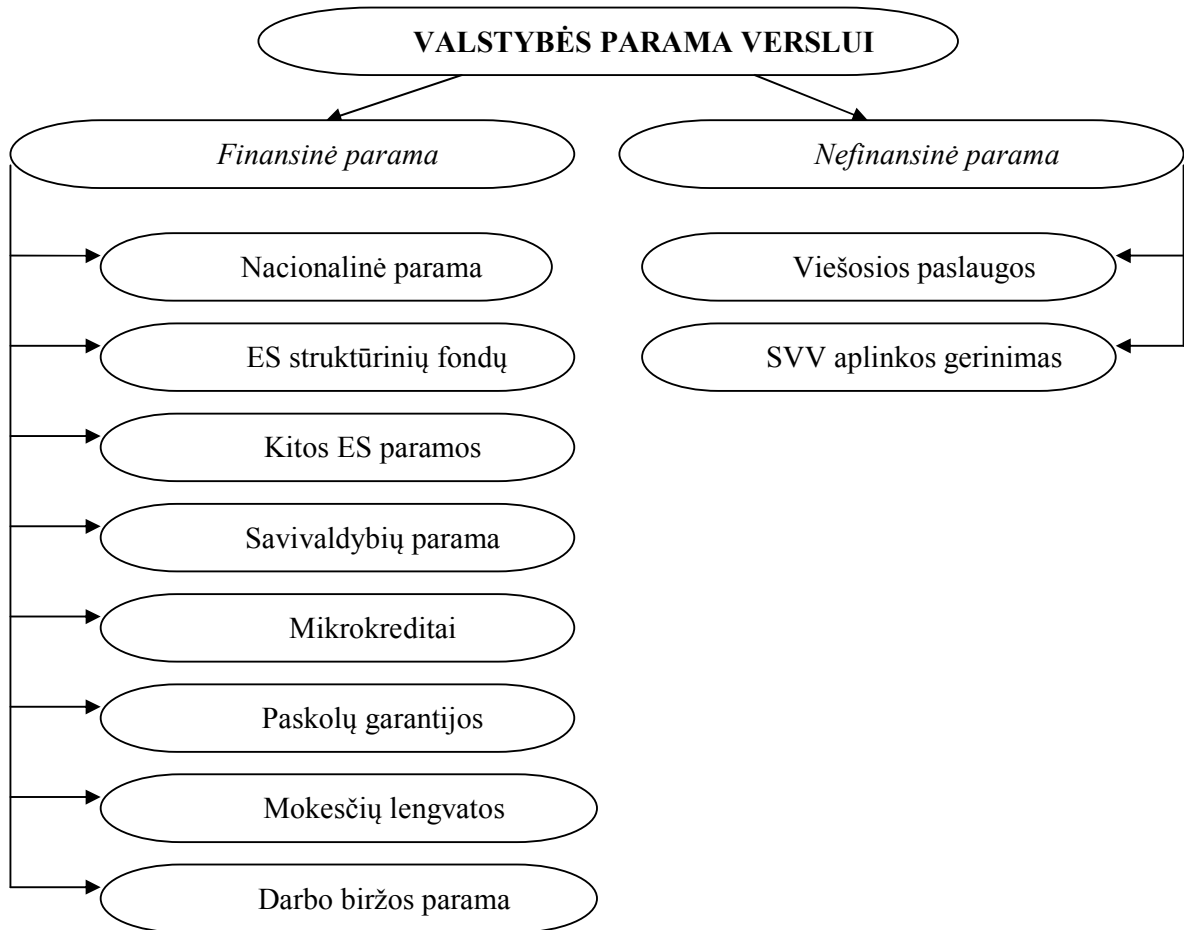 VALSTYBĖS PARAMA VERSLUI
Finansinė parama
Nefinansinė parama
Nacionalinė parama
Viešosios paslaugos
ES struktūrinių fondų
SVV aplinkos gerinimas
Kitos ES paramos
Savivaldybių parama
Mikrokreditai
Paskolų garantijos
Mokesčių lengvatos
Darbo biržos parama